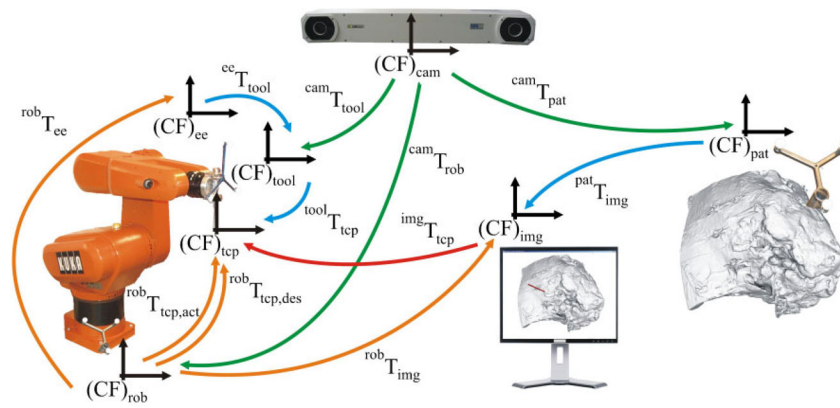 (CF)cam
eeTtool
camTtool
camTpat
robTee
(CF)ee
(CF)pat
camTrob
(CF)tool
patTimg
toolTtcp
imgTtcp
(CF)img
(CF)tcp
KUKA
robTtcp,act
robTtcp,des
robTimg
(CF)rob